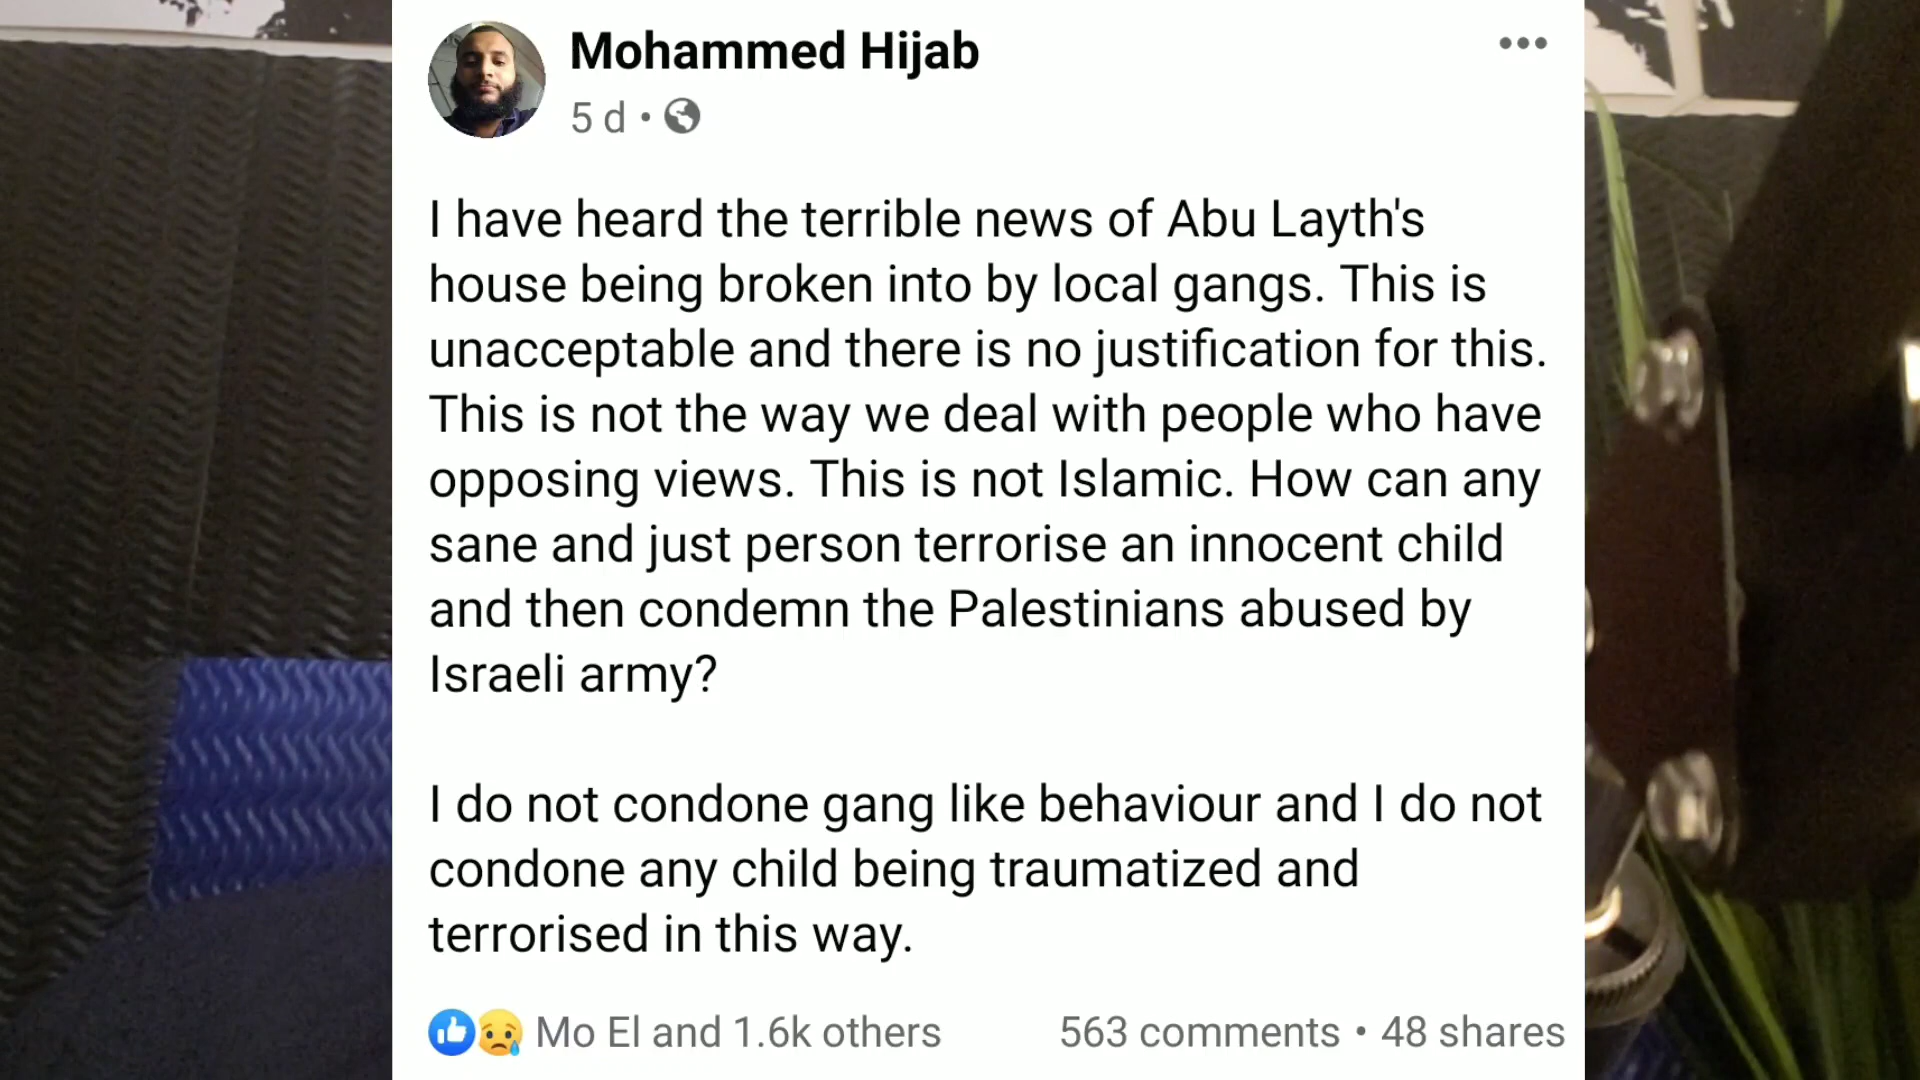 Mohammed Hijab
5 d •
I have heard the terrible news of Abu Layth's
house being broken into by local gangs. This is
unacceptable and there is no justification for this.
This is not the way we deal with people who have
opposing views. This is not Islamic. How can any
sane and just person terrorise an innocent child
and then condemn the Palestinians abused by
Israeli army?
I do not condone gang like behaviour and I do not
condone any child being traumatized and
terrorised in this way.
Mo El and 1.6k others 563 comments • 48 shares